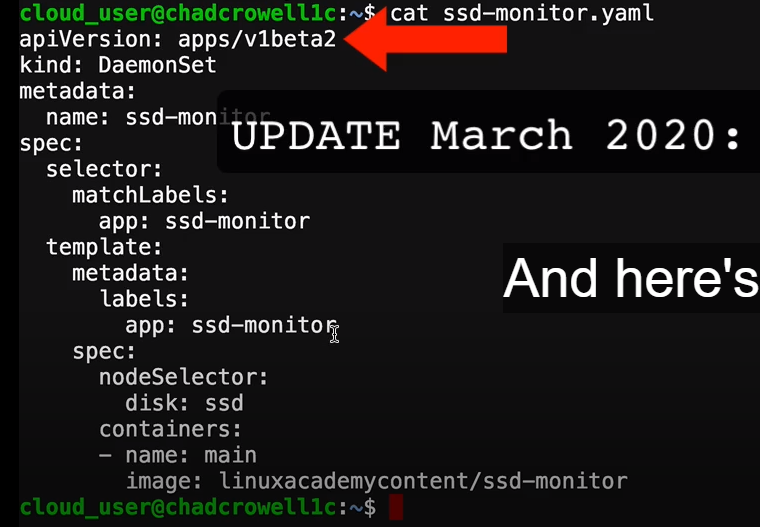 cloud_user@chadcrowell1c:~$ cat ssd-monitor.yaml
apiVersion: apps/v1beta2
kind: DaemonSet
metadata:
  name: ssd-monitor
UPDATE March 2020:
spec:
  selector:
    matchLabels:
      app: ssd-monitor
And here's
  template:
    metadata:
      labels:
        app: ssd-monitor
    spec:
      nodeSelector:
        disk: ssd
      containers:
      - name: main
        image: linuxacademycontent/ssd-monitor
cloud_user@chadcrowell1c:~$